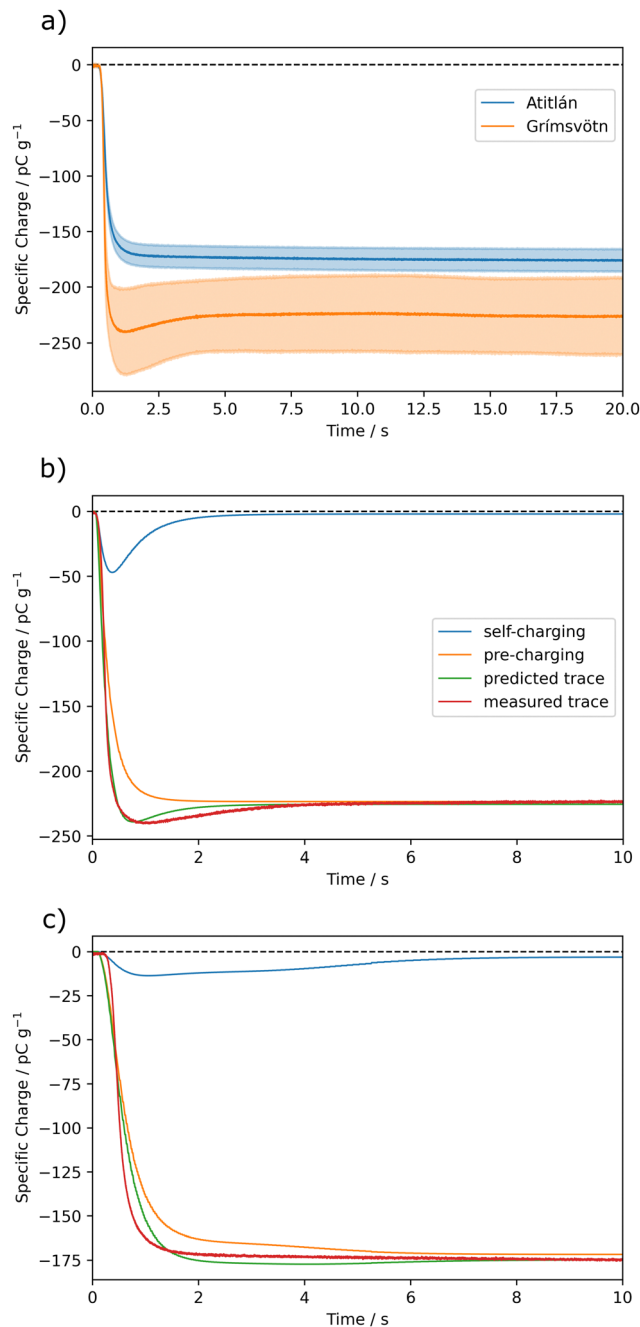 a)
0
−50
−100
−150
−200
−250
Specific Charge / pC g⁻¹
Atitlán
Grímsvötn
0.0 2.5 5.0 7.5 10.0 12.5 15.0 17.5 20.0
Time / s
b)
0
−50
−100
−150
−200
−250
Specific Charge / pC g⁻¹
self-charging
pre-charging
predicted trace
measured trace
0 2 4 6 8 10
Time / s
c)
0
−25
−50
−75
−100
−125
−150
−175
Specific Charge / pC g⁻¹
0 2 4 6 8 10
Time / s